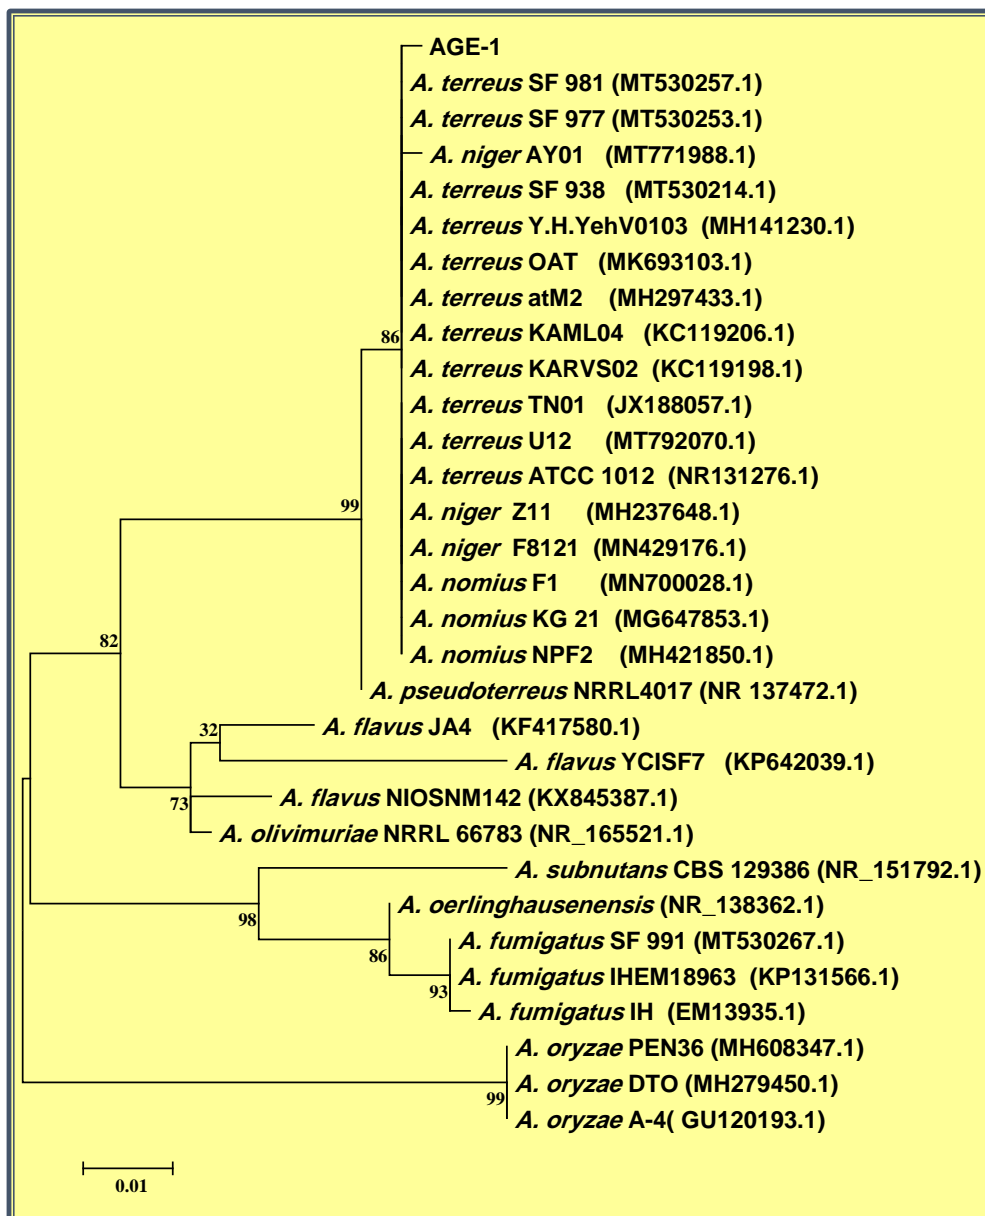 AGE-1
A. terreus SF 981 (MT530257.1)
A. terreus SF 977 (MT530253.1)
A. niger AY01 (MT771988.1)
A. terreus SF 938 (MT530214.1)
A. terreus Y.H.YehV0103 (MH141230.1)
A. terreus OAT (MK693103.1)
A. terreus atM2 (MH297433.1)
86
A. terreus KAML04 (KC119206.1)
A. terreus KARVS02 (KC119198.1)
A. terreus TN01 (JX188057.1)
A. terreus U12 (MT792070.1)
A. terreus ATCC 1012 (NR131276.1)
99
A. niger Z11 (MH237648.1)
A. niger F8121 (MN429176.1)
A. nomius F1 (MN700028.1)
A. nomius KG 21 (MG647853.1)
82
A. nomius NPF2 (MH421850.1)
A. pseudoterreus NRRL4017 (NR 137472.1)
32
A. flavus JA4 (KF417580.1)
A. flavus YCISF7 (KP642039.1)
73
A. flavus NIOSNM142 (KX845387.1)
A. olivimuriae NRRL 66783 (NR_165521.1)
A. subnutans CBS 129386 (NR_151792.1)
98
A. oerlinghausenensis (NR_138362.1)
86
A. fumigatus SF 991 (MT530267.1)
A. fumigatus IHEM18963 (KP131566.1)
93
A. fumigatus IH (EM13935.1)
A. oryzae PEN36 (MH608347.1)
A. oryzae DTO (MH279450.1)
99
A. oryzae A-4( GU120193.1)
0.01